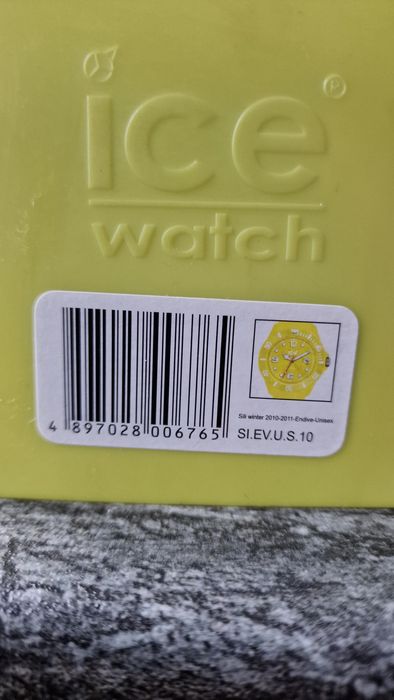 ice
watch
Sili winter 2010-2011-Endive-Unisex
4 897028 006765
SI.EV.U.S.10